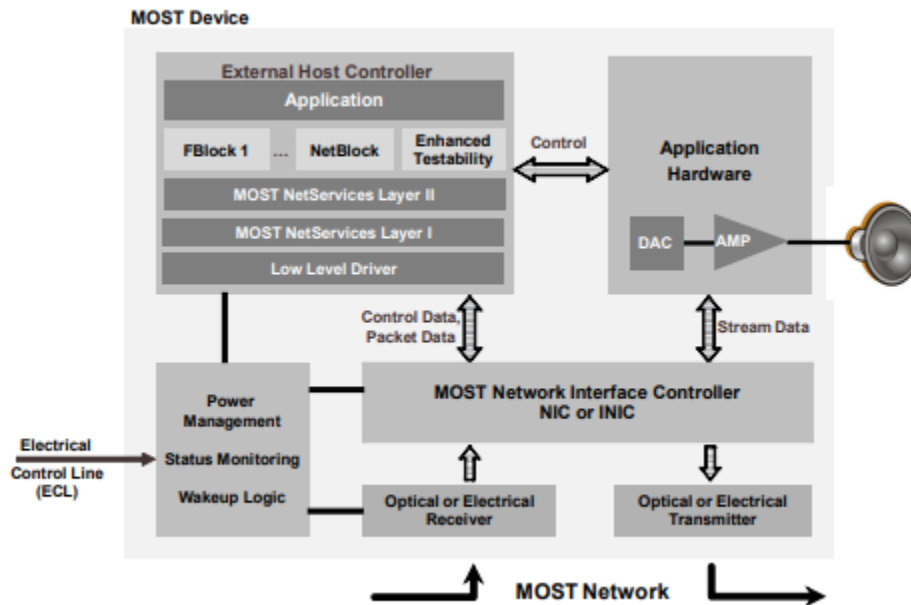 MOST Device
External Host Controller
Application
FBlock 1
...
NetBlock
Enhanced
Testability
MOST NetServices Layer II
MOST NetServices Layer I
Low Level Driver
Control
Application
Hardware
DAC
AMP
Control Data,
Packet Data
Stream Data
Power
Management
Status Monitoring
Wakeup Logic
MOST Network Interface Controller
NIC or INIC
Electrical
Control Line
(ECL)
Optical or Electrical
Receiver
Optical or Electrical
Transmitter
MOST Network